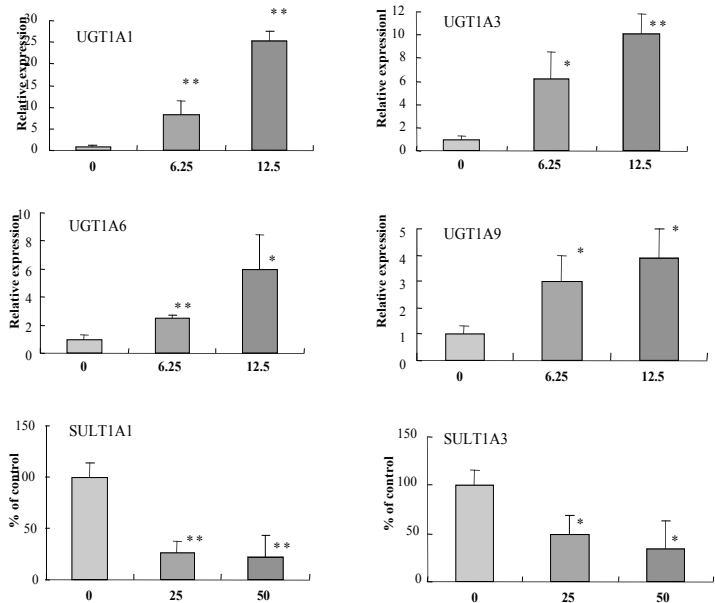 UGT1A1
Relative expression
30
25
20
15
10
5
0
**
**
0 6.25 12.5
UGT1A3
Relative expressionl
12
10
8
6
4
2
0
*
**
0 6.25 12.5
UGT1A6
Relative expression
10
8
6
4
2
0
**
*
0 6.25 12.5
UGT1A9
Relative expression
5
4
3
2
1
0
*
*
0 6.25 12.5
SULT1A1
% of control
150
100
50
0
**
**
0 25 50
SULT1A3
% of control
150
100
50
0
*
*
0 25 50